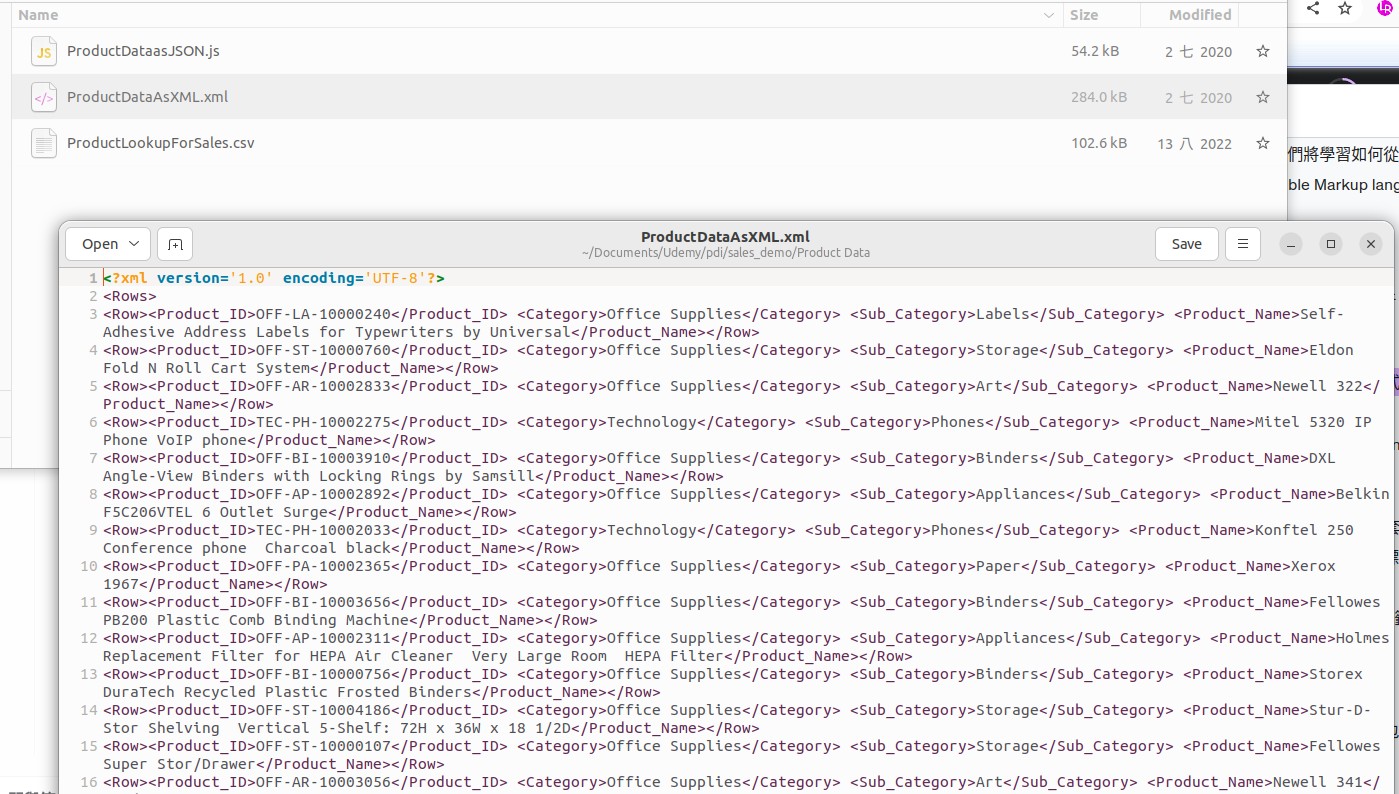 Name Size Modified
JS ProductDataasJSON.js 54.2 kB 2 七 2020
</> ProductDataAsXML.xml 284.0 kB 2 七 2020
ProductLookupForSales.csv 102.6 kB 13 八 2022
LR
們將學習如何從
ble Markup lang
Open ProductDataAsXML.xml Save
~/Documents/Udemy/pdi/sales_demo/Product Data
1 <?xml version='1.0' encoding='UTF-8'?>
2 <Rows>
3 <Row><Product_ID>OFF-LA-10000240</Product_ID> <Category>Office Supplies</Category> <Sub_Category>Labels</Sub_Category> <Product_Name>Self-
Adhesive Address Labels for Typewriters by Universal</Product_Name></Row>
4 <Row><Product_ID>OFF-ST-10000760</Product_ID> <Category>Office Supplies</Category> <Sub_Category>Storage</Sub_Category> <Product_Name>Eldon
Fold N Roll Cart System</Product_Name></Row>
5 <Row><Product_ID>OFF-AR-10002833</Product_ID> <Category>Office Supplies</Category> <Sub_Category>Art</Sub_Category> <Product_Name>Newell 322</
Product_Name></Row>
6 <Row><Product_ID>TEC-PH-10002275</Product_ID> <Category>Technology</Category> <Sub_Category>Phones</Sub_Category> <Product_Name>Mitel 5320 IP
Phone VoIP phone</Product_Name></Row>
7 <Row><Product_ID>OFF-BI-10003910</Product_ID> <Category>Office Supplies</Category> <Sub_Category>Binders</Sub_Category> <Product_Name>DXL
Angle-View Binders with Locking Rings by Samsill</Product_Name></Row>
8 <Row><Product_ID>OFF-AP-10002892</Product_ID> <Category>Office Supplies</Category> <Sub_Category>Appliances</Sub_Category> <Product_Name>Belkin
F5C206VTEL 6 Outlet Surge</Product_Name></Row>
9 <Row><Product_ID>TEC-PH-10002033</Product_ID> <Category>Technology</Category> <Sub_Category>Phones</Sub_Category> <Product_Name>Konftel 250
Conference phone  Charcoal black</Product_Name></Row>
10 <Row><Product_ID>OFF-PA-10002365</Product_ID> <Category>Office Supplies</Category> <Sub_Category>Paper</Sub_Category> <Product_Name>Xerox
1967</Product_Name></Row>
11 <Row><Product_ID>OFF-BI-10003656</Product_ID> <Category>Office Supplies</Category> <Sub_Category>Binders</Sub_Category> <Product_Name>Fellowes
PB200 Plastic Comb Binding Machine</Product_Name></Row>
12 <Row><Product_ID>OFF-AP-10002311</Product_ID> <Category>Office Supplies</Category> <Sub_Category>Appliances</Sub_Category> <Product_Name>Holmes
Replacement Filter for HEPA Air Cleaner  Very Large Room  HEPA Filter</Product_Name></Row>
13 <Row><Product_ID>OFF-BI-10000756</Product_ID> <Category>Office Supplies</Category> <Sub_Category>Binders</Sub_Category> <Product_Name>Storex
DuraTech Recycled Plastic Frosted Binders</Product_Name></Row>
14 <Row><Product_ID>OFF-ST-10004186</Product_ID> <Category>Office Supplies</Category> <Sub_Category>Storage</Sub_Category> <Product_Name>Stur-D-
Stor Shelving  Vertical 5-Shelf: 72H x 36W x 18 1/2D</Product_Name></Row>
15 <Row><Product_ID>OFF-ST-10000107</Product_ID> <Category>Office Supplies</Category> <Sub_Category>Storage</Sub_Category> <Product_Name>Fellowes
Super Stor/Drawer</Product_Name></Row>
16 <Row><Product_ID>OFF-AR-10003056</Product_ID> <Category>Office Supplies</Category> <Sub_Category>Art</Sub_Category> <Product_Name>Newell 341</